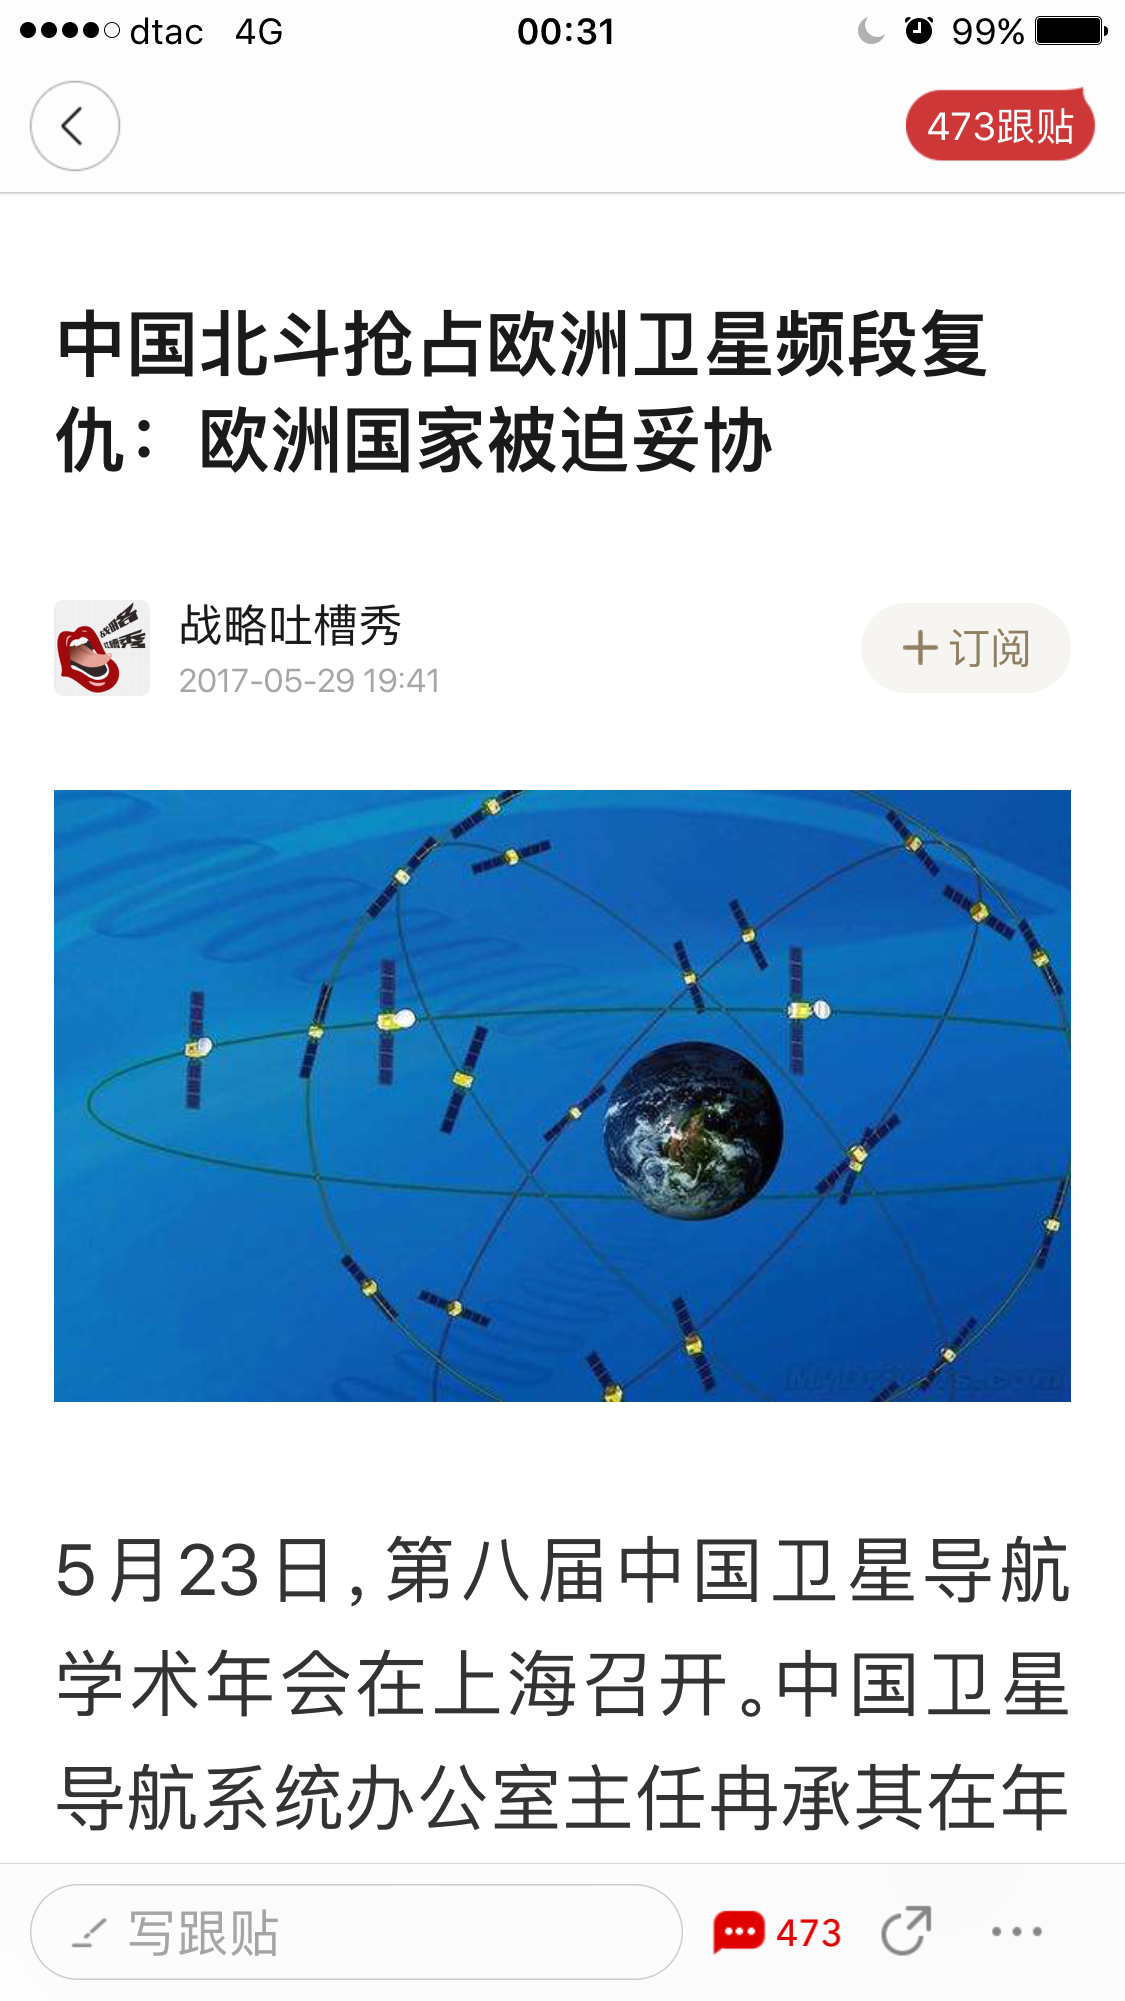 dtac 4G 00:31 99%
473跟贴
中国北斗抢占欧洲卫星频段复
仇：欧洲国家被迫妥协
战略吐槽秀
2017-05-29 19:41
订阅
5月23日,第八届中国卫星导航
学术年会在上海召开。中国卫星
导航系统办公室主任冉承其在年
写跟贴
473